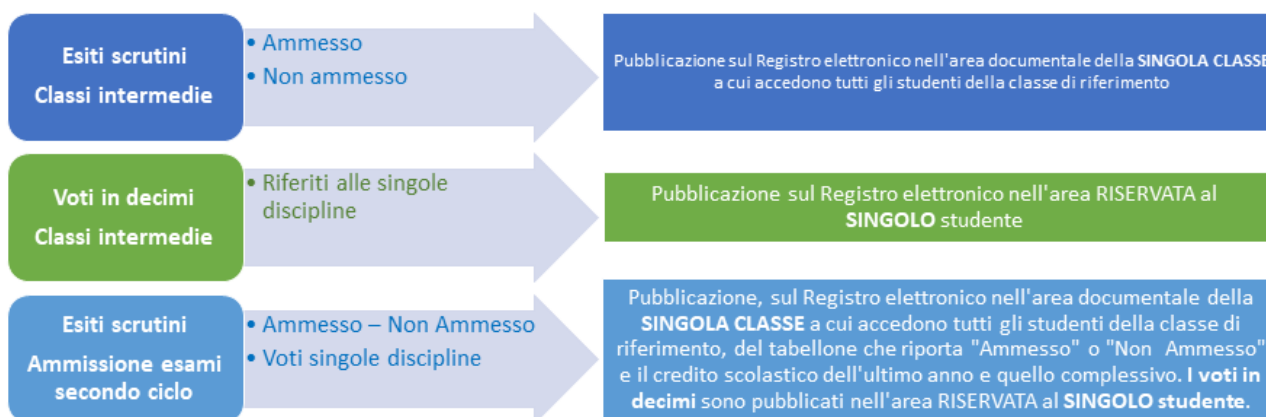 Esiti scrutini
Classi intermedie
• Ammesso
• Non ammesso
Pubblicazione sul Registro elettronico nell'area documentale della SINGOLA CLASSE
a cui accedono tutti gli studenti della classe di riferimento
Voti in decimi
Classi intermedie
• Riferiti alle singole
discipline
Pubblicazione sul Registro elettronico nell'area RISERVATA al
SINGOLO studente
Esiti scrutini
Ammissione esami
secondo ciclo
• Ammesso – Non Ammesso
• Voti singole discipline
Pubblicazione, sul Registro elettronico nell'area documentale della
SINGOLA CLASSE a cui accedono tutti gli studenti della classe di
riferimento, del tabellone che riporta "Ammesso" o "Non Ammesso"
e il credito scolastico dell'ultimo anno e quello complessivo. I voti in
decimi sono pubblicati nell'area RISERVATA al SINGOLO studente.